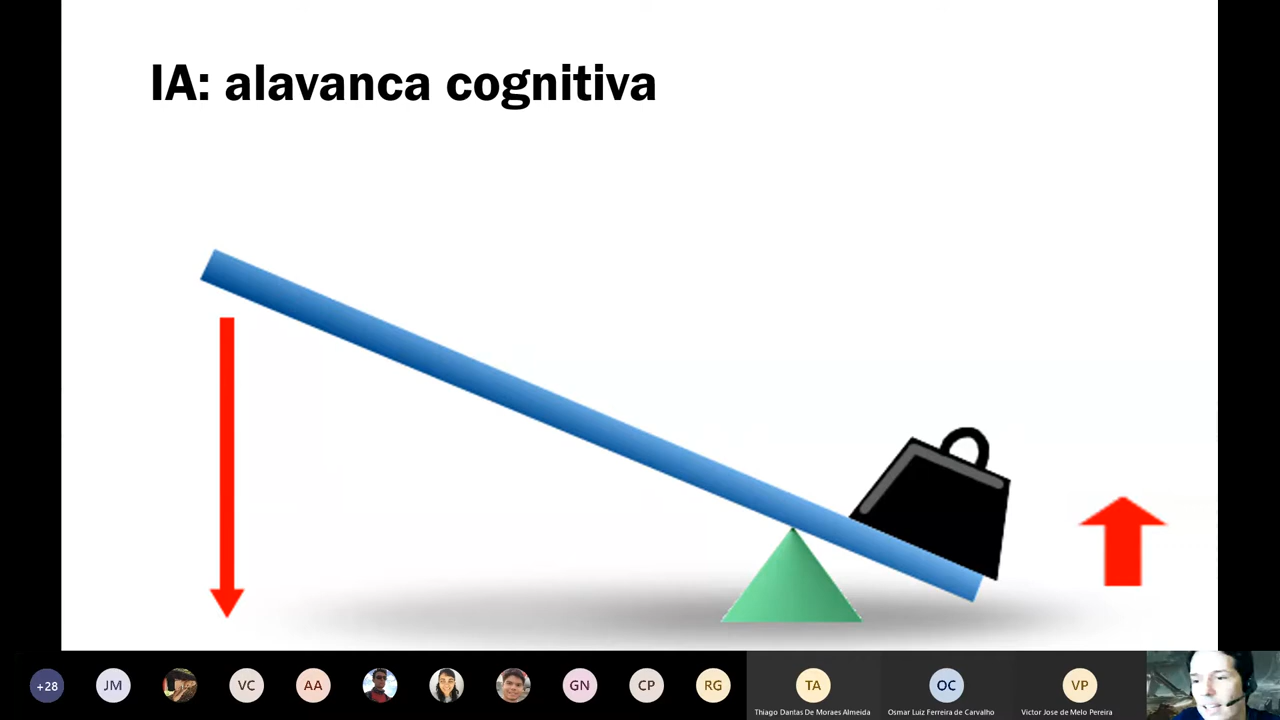 IA: alavanca cognitiva
+28
JM
VC
AA
GN
CP
RG
TA
OC
VP
Thiago Dantas De Moraes Almeida
Osmar Luiz Ferreira de Carvalho
Victor Jose de Melo Pereira